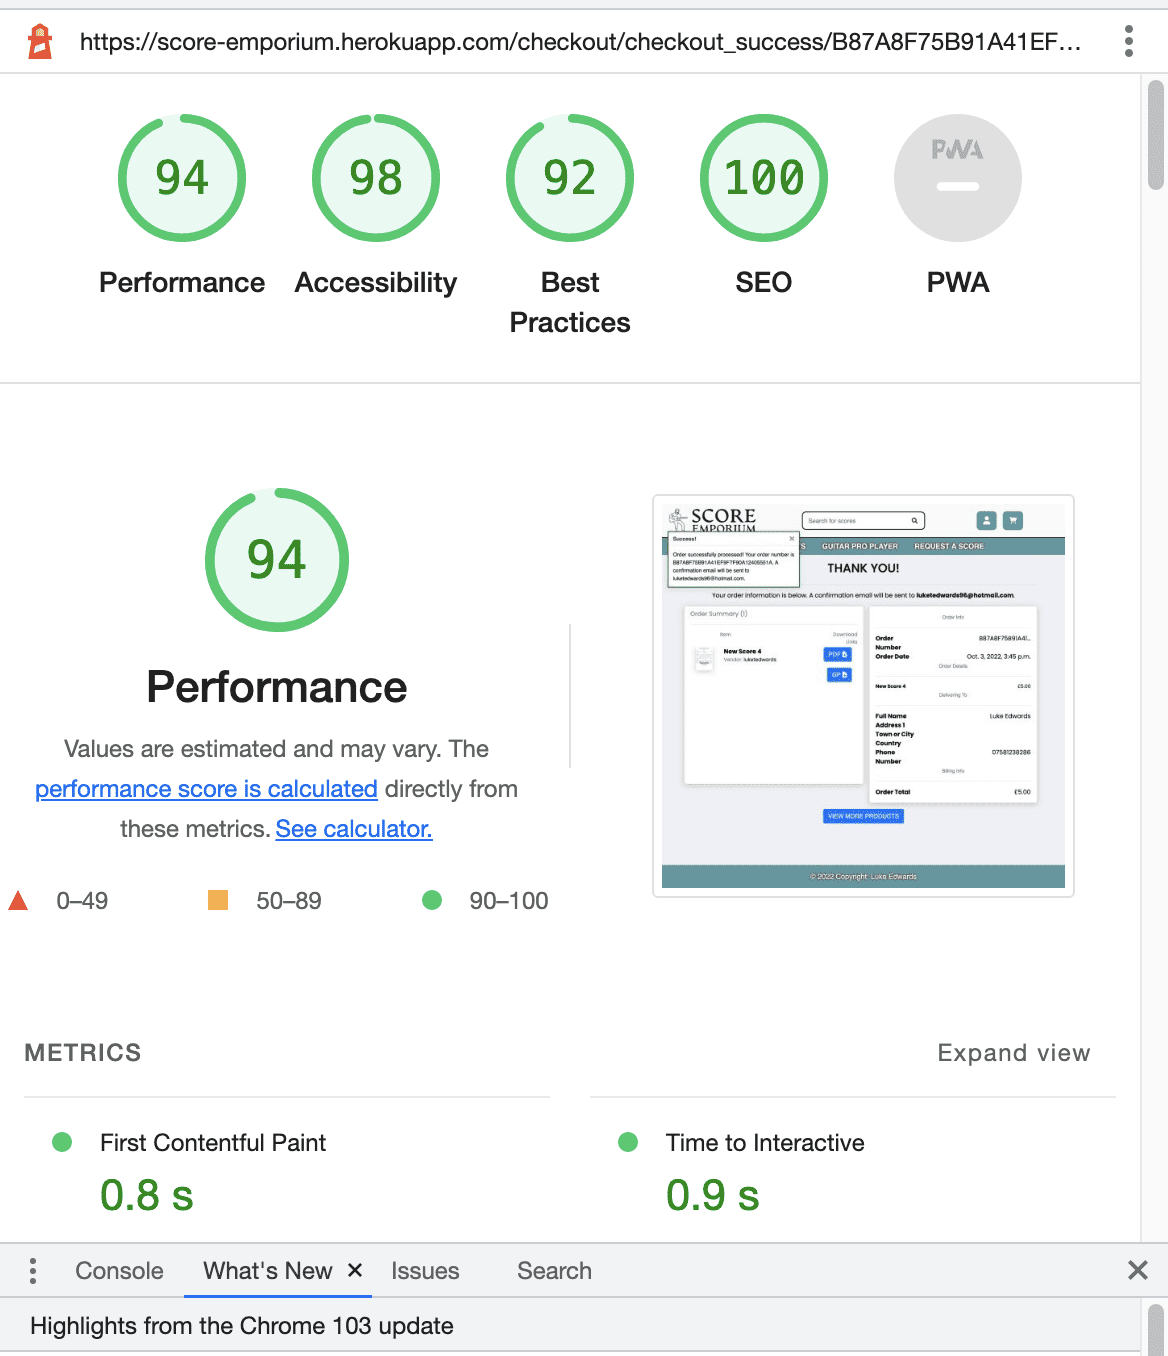 https://score-emporium.herokuapp.com/checkout/checkout_success/B87A8F75B91A41EF...
94
98
92
100
PWA
Performance
Accessibility
Best
Practices
SEO
PWA
94
Performance
Values are estimated and may vary. The
performance score is calculated directly from
these metrics. See calculator.
0–49
50–89
90–100
SCORE
EMPORIUM
Search for scores
GUITAR PRO PLAYER
REQUEST A SCORE
Success!
Order successfully processed! Your order number is
A
confirmation email will be sent to
luketedwards96@hotmail.com.
THANK YOU!
Your order information is below. A confirmation email will be sent to luketedwards96@hotmail.com.
Order Summary (1)
Item
Download
Links
New Score 4
Vendor: luketedwards
PDF
GP
Order Info
Order
Number
B87A8F75B91A41...
Order Date
Oct. 3, 2022, 3:45 p.m.
Order Details
New Score 4
£5.00
Delivering To
Full Name
Luke Edwards
Address 1
Town or City
Country
Phone
Number
07581238286
Billing Info
Order Total
£5.00
VIEW MORE PRODUCTS
© 2022 Copyright: Luke Edwards
METRICS
Expand view
First Contentful Paint
0.8 s
Time to Interactive
0.9 s
Console
What's New
Issues
Search
Highlights from the Chrome 103 update